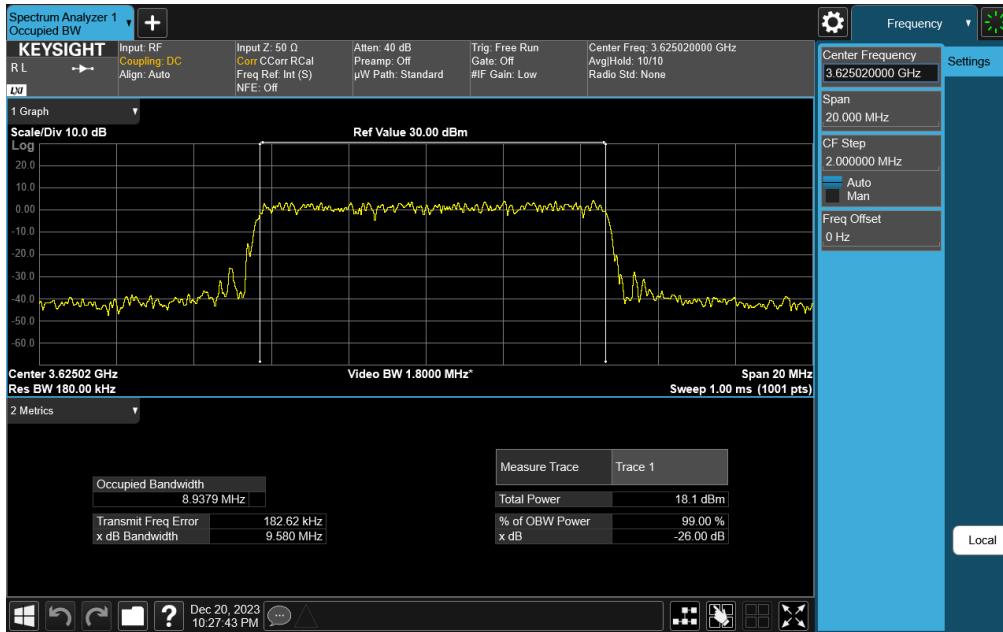 Spectrum Analyzer 1
Occupied BW
Frequency
KEYSIGHT
R L
LXI
Input: RF
Coupling: DC
Align: Auto
Input Z: 50 Ω
Corr CCorr RCal
Freq Ref: Int (S)
NFE: Off
Atten: 40 dB
Preamp: Off
µW Path: Standard
Trig: Free Run
Gate: Off
#IF Gain: Low
Center Freq: 3.625020000 GHz
Avg|Hold: 10/10
Radio Std: None
Center Frequency
3.625020000 GHz
Settings
Span
20.000 MHz
CF Step
2.000000 MHz
Auto
Man
Freq Offset
0 Hz
Local
1 Graph
Scale/Div 10.0 dB
Ref Value 30.00 dBm
Log
20.0
10.0
0.00
-10.0
-20.0
-30.0
-40.0
-50.0
-60.0
Center 3.62502 GHz
Video BW 1.8000 MHz*
Span 20 MHz
Res BW 180.00 kHz
Sweep 1.00 ms (1001 pts)
2 Metrics
Measure Trace
Trace 1
Occupied Bandwidth
8.9379 MHz
Total Power
18.1 dBm
Transmit Freq Error
182.62 kHz
% of OBW Power
99.00 %
x dB Bandwidth
9.580 MHz
x dB
-26.00 dB
?
Dec 20, 2023
10:27:43 PM